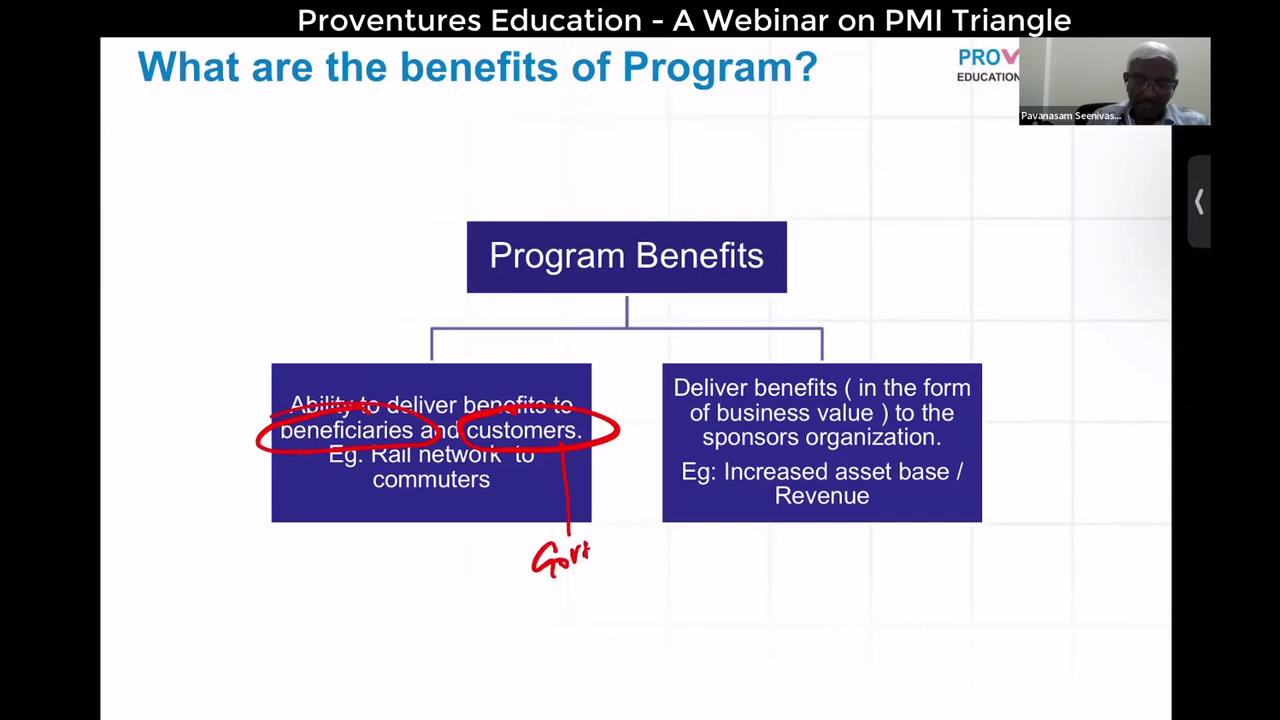 Proventures Education - A Webinar on PMI Triangle
What are the benefits of Program?
PROV
EDUCATION
Pavanasam Seenivas...
Program Benefits
Ability to deliver benefits to
beneficiaries and customers.
Eg. Rail network to
commuters
Deliver benefits ( in the form
of business value ) to the
sponsors organization.
Eg: Increased asset base /
Revenue
Govt